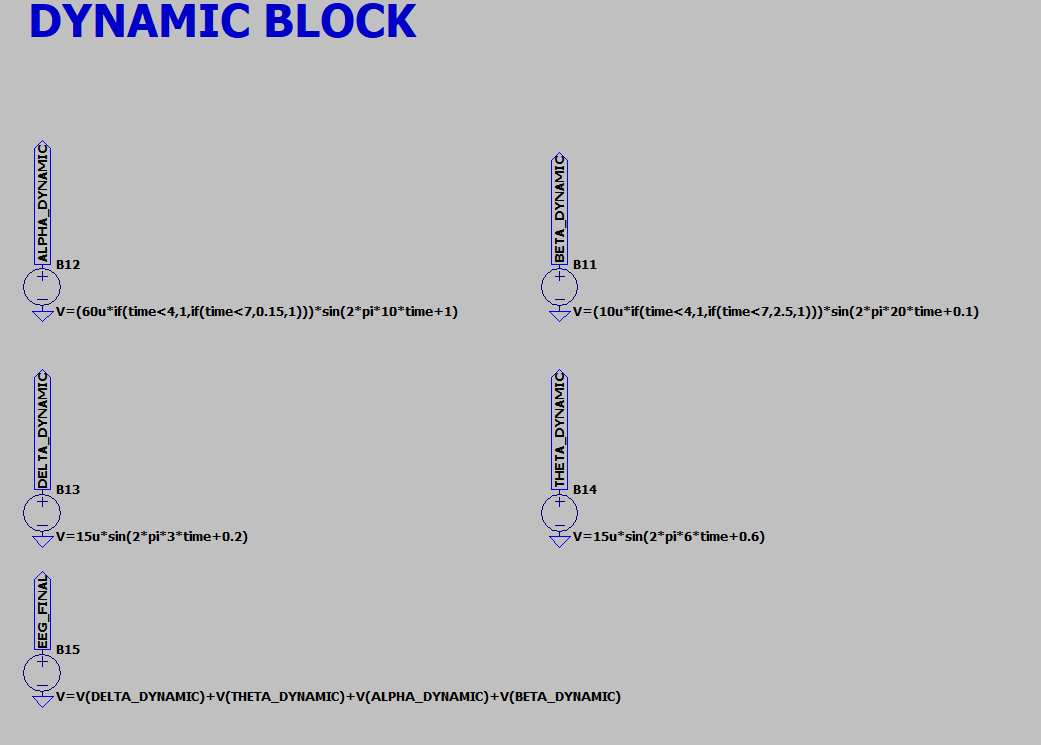 DYNAMIC BLOCK
ALPHA_DYNAMIC
B12
V=(60u*if(time<4,1,if(time<7,0.15,1)))*sin(2*pi*10*time+1)
BETA_DYNAMIC
B11
V=(10u*if(time<4,1,if(time<7,2.5,1)))*sin(2*pi*20*time+0.1)
DELTA_DYNAMIC
B13
V=15u*sin(2*pi*3*time+0.2)
THETA_DYNAMIC
B14
V=15u*sin(2*pi*6*time+0.6)
EEG_FINAL
B15
V=V(DELTA_DYNAMIC)+V(THETA_DYNAMIC)+V(ALPHA_DYNAMIC)+V(BETA_DYNAMIC)